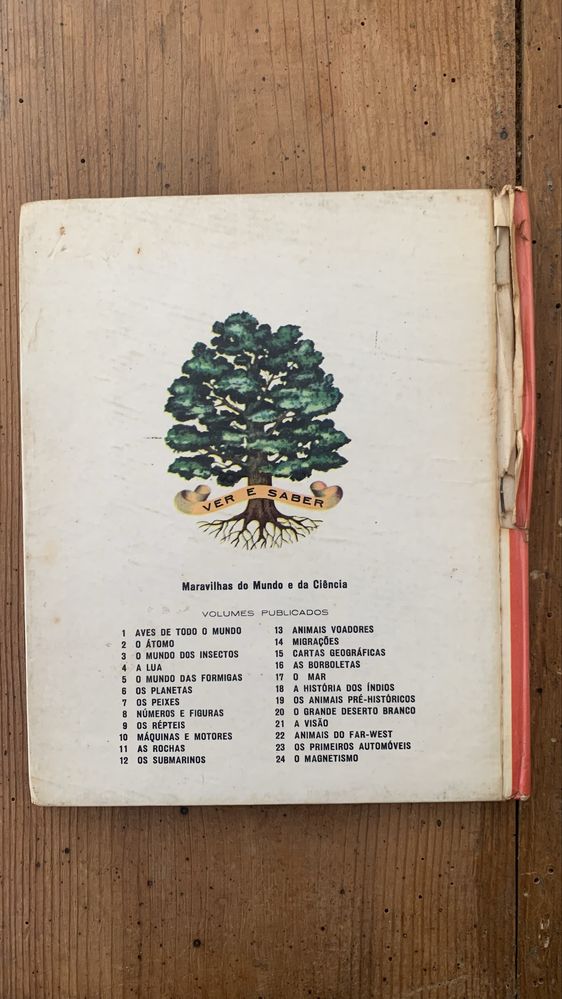 VER E SABER
Maravilhas do Mundo e da Ciência
VOLUMES PUBLICADOS
1 AVES DE TODO O MUNDO
2 O ÁTOMO
3 O MUNDO DOS INSECTOS
4 A LUA
5 O MUNDO DAS FORMIGAS
6 OS PLANETAS
7 OS PEIXES
8 NÚMEROS E FIGURAS
9 OS RÉPTEIS
10 MÁQUINAS E MOTORES
11 AS ROCHAS
12 OS SUBMARINOS
13 ANIMAIS VOADORES
14 MIGRAÇÕES
15 CARTAS GEOGRÁFICAS
16 AS BORBOLETAS
17 O MAR
18 A HISTÓRIA DOS ÍNDIOS
19 OS ANIMAIS PRÉ-HISTÓRICOS
20 O GRANDE DESERTO BRANCO
21 A VISÃO
22 ANIMAIS DO FAR-WEST
23 OS PRIMEIROS AUTOMÓVEIS
24 O MAGNETISMO